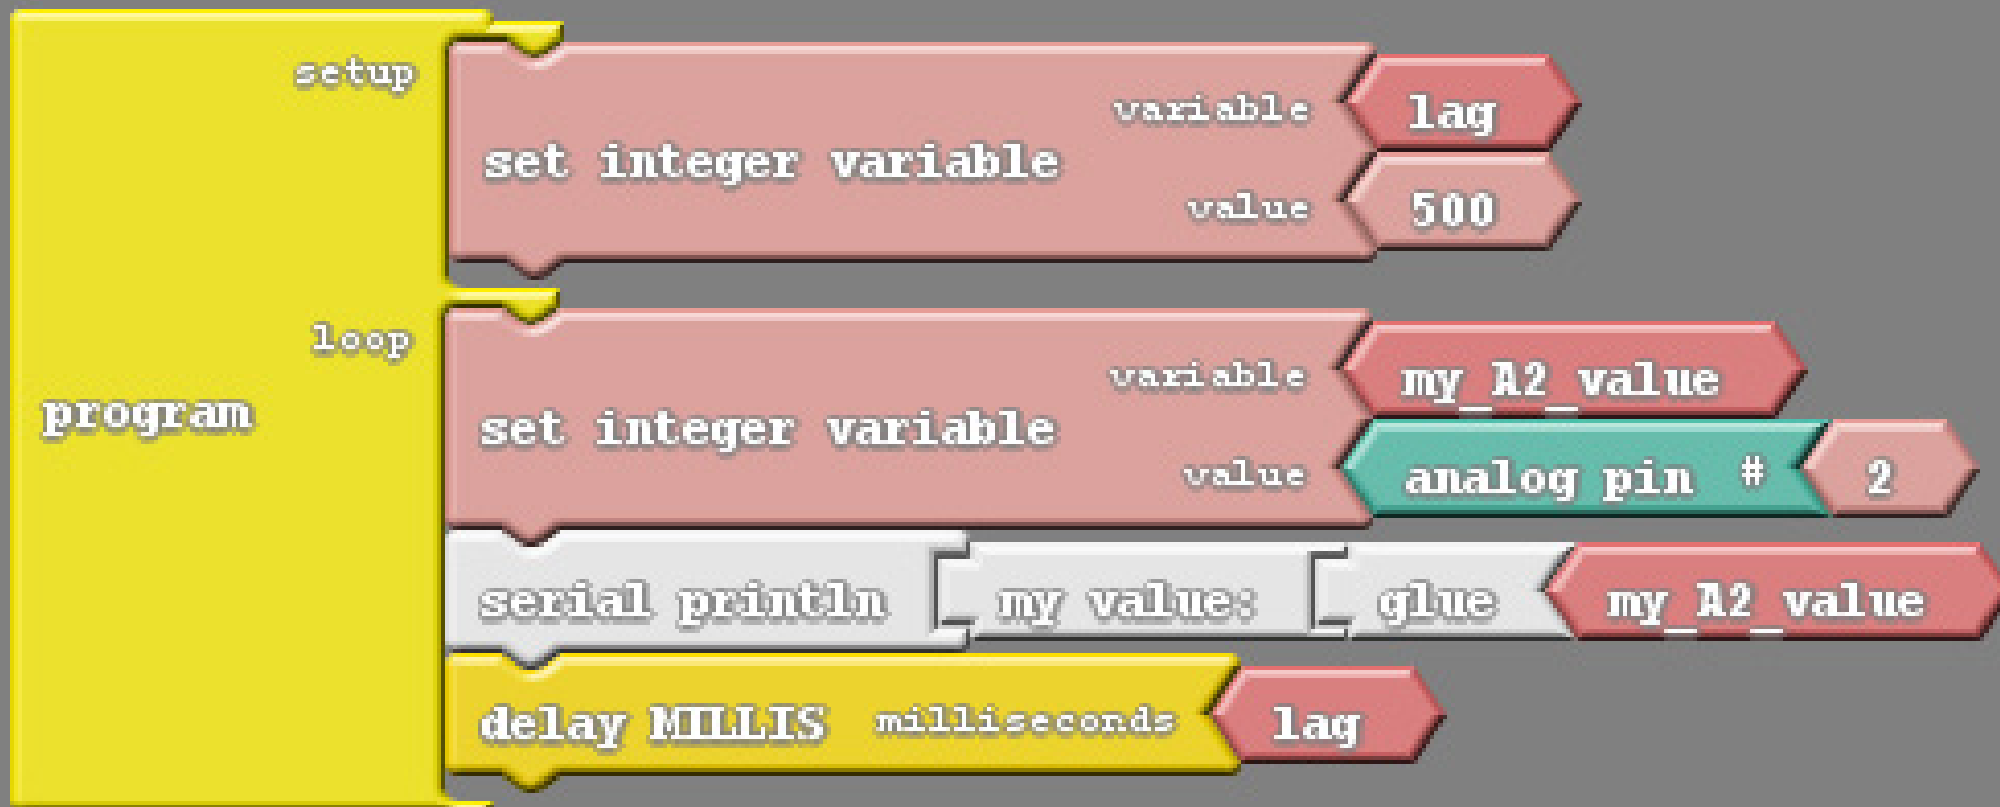 setup
variable lag
set integer variable
value 500
loop
variable my_A2_value
program
set integer variable
value analog pin # 2
serial println my value: glue my_A2_value
delay MILLIS milliseconds lag